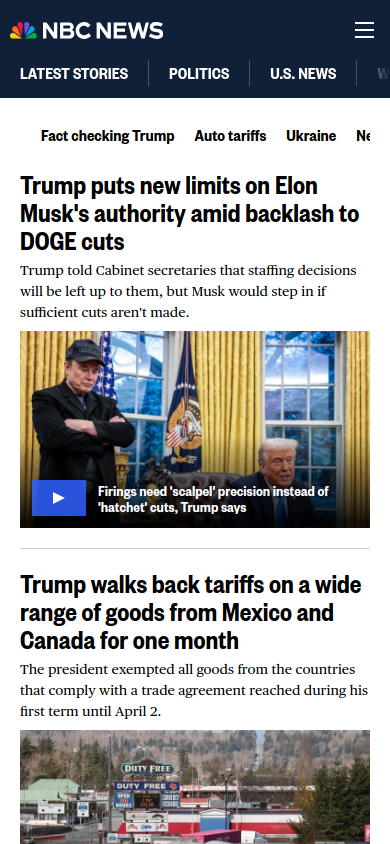 NBC NEWS
LATEST STORIES
POLITICS
U.S. NEWS
Fact checking Trump
Auto tariffs
Ukraine
Trump puts new limits on Elon
Musk's authority amid backlash to
DOGE cuts
Trump told Cabinet secretaries that staffing decisions
will be left up to them, but Musk would step in if
sufficient cuts aren't made.
Firings need 'scalpel' precision instead of
'hatchet' cuts, Trump says
Trump walks back tariffs on a wide
range of goods from Mexico and
Canada for one month
The president exempted all goods from the countries
that comply with a trade agreement reached during his
first term until April 2.
DUTY FREE
DUTY FREE